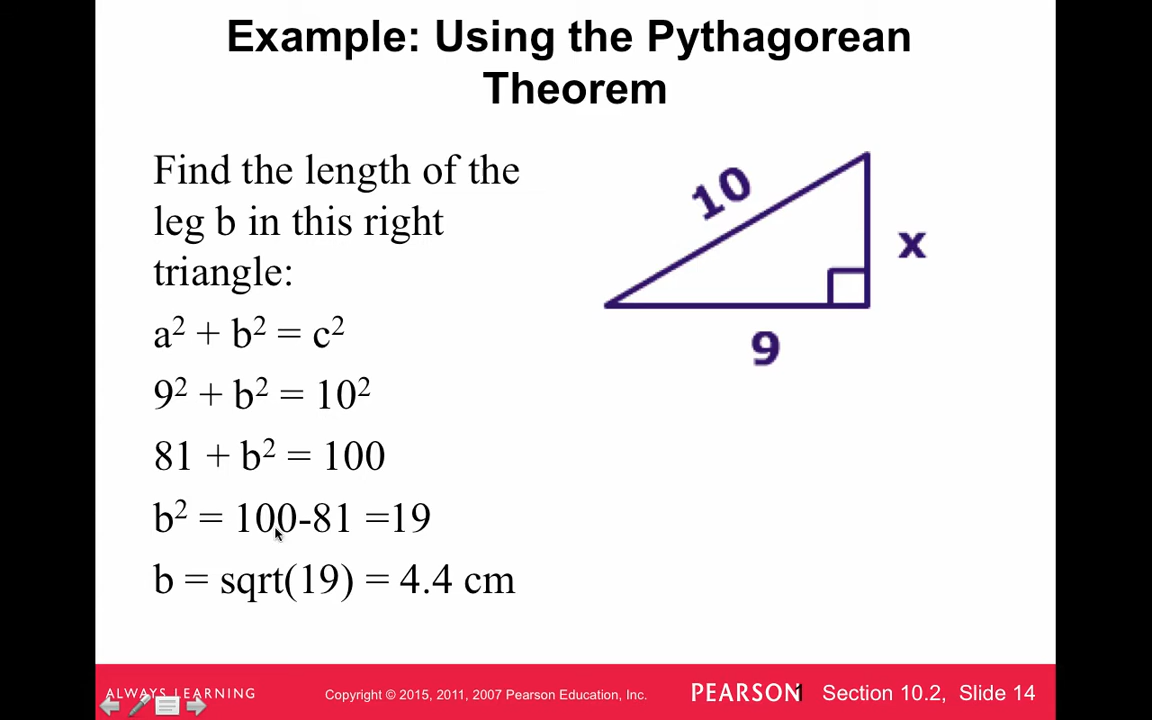 Example: Using the Pythagorean
Theorem
Find the length of the
leg b in this right
triangle:
a² + b² = c²
9² + b² = 10²
81 + b² = 100
b² = 100-81 =19
b = sqrt(19) = 4.4 cm
10
x
9
ALWAYS LEARNING
Copyright © 2015, 2011, 2007 Pearson Education, Inc.
PEARSON
1
Section 10.2, Slide 14